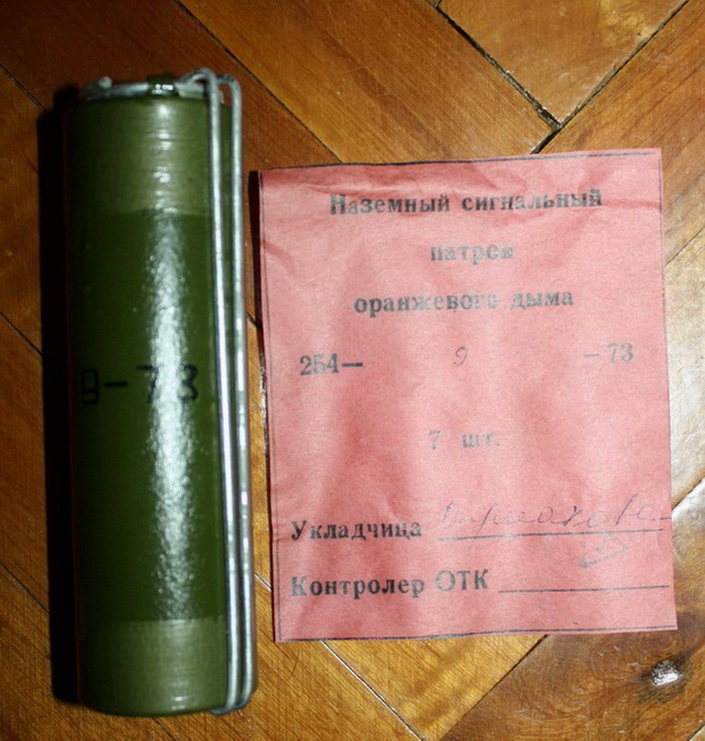 9-73
Наземный сигнальный
патрон
оранжевого дыма
254— 9 -73
7 шт.
Укладчица
Контролер ОТК